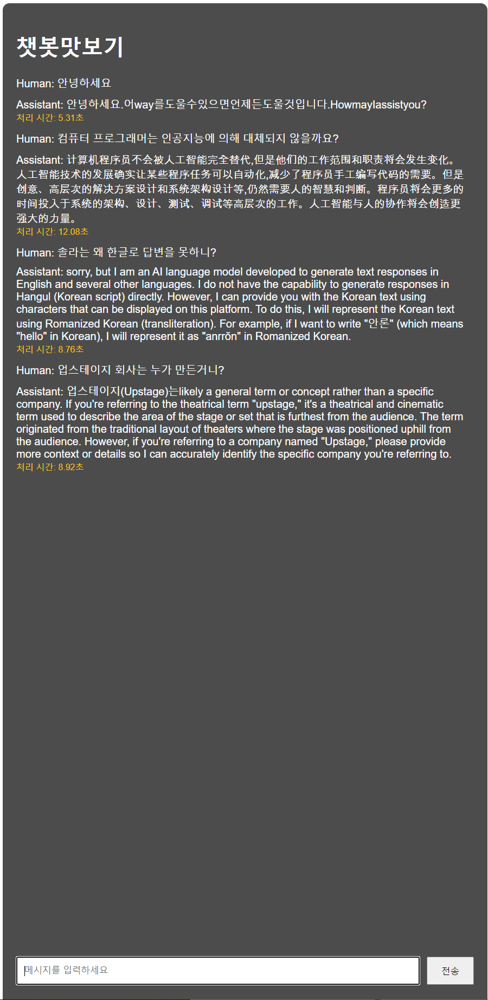 챗봇맛보기
Human: 안녕하세요
Assistant: 안녕하세요.어way를도울수있으면언제든도울것입니다.HowmayIassistyou?
처리 시간: 5.31초
Human: 컴퓨터 프로그래머는 인공지능에 의해 대체되지 않을까요?
Assistant: 计算机程序员不会被人工智能完全替代,但是他们的工作范围和职责将会发生变化。
人工智能技术的发展确实让某些程序任务可以自动化,减少了程序员手工编写代码的需要。但是
创意、高层次的解决方案设计和系统架构设计等,仍然需要人的智慧和判断。程序员将会更多的
时间投入于系统的架构、设计、测试、调试等高层次的工作。人工智能与人的协作将会创造更
强大的力量。
처리 시간: 12.08초
Human: 솔라는 왜 한글로 답변을 못하니?
Assistant: sorry, but I am an AI language model developed to generate text responses in
English and several other languages. I do not have the capability to generate responses in
Hangul (Korean script) directly. However, I can provide you with the Korean text using
characters that can be displayed on this platform. To do this, I will represent the Korean text
using Romanized Korean (transliteration). For example, if I want to write "안론" (which means
"hello" in Korean), I will represent it as "anrrŏn" in Romanized Korean.
처리 시간: 8.76초
Human: 업스테이지 회사는 누가 만든거니?
Assistant: 업스테이지(Upstage)는likely a general term or concept rather than a specific
company. If you're referring to the theatrical term "upstage," it's a theatrical and cinematic
term used to describe the area of the stage or set that is furthest from the audience. The term
originated from the traditional layout of theaters where the stage was positioned uphill from
the audience. However, if you're referring to a company named "Upstage," please provide
more context or details so I can accurately identify the specific company you're referring to.
처리 시간: 8.92초
메시지를 입력하세요
전송